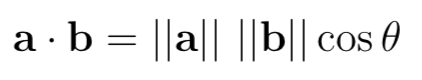 a · b = ||a|| ||b|| cos θ